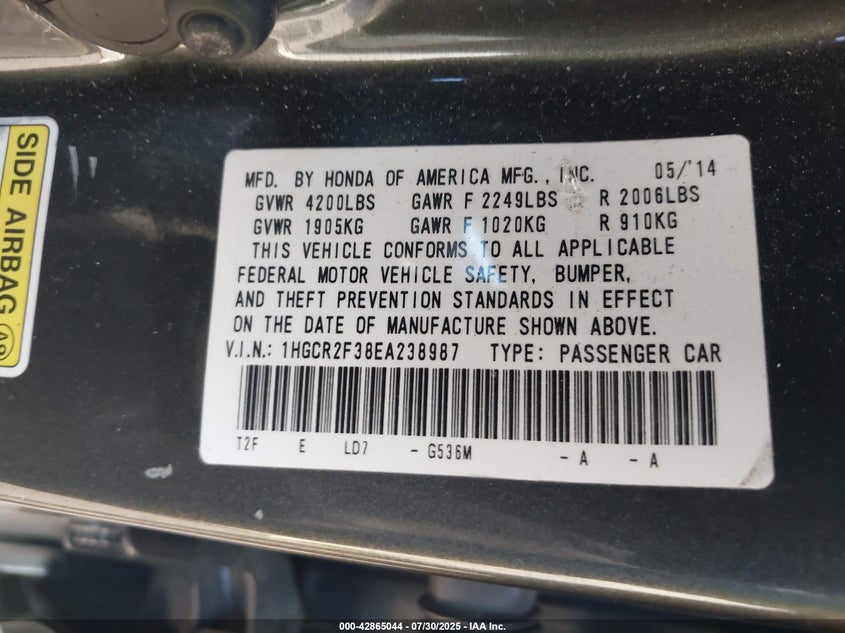 SIDE AIRBAG
MFD. BY HONDA OF AMERICA MFG., INC. 05/'14
GVWR 4200LBS GAWR F 2249LBS R 2006LBS
GVWR 1905KG GAWR F 1020KG R 910KG
THIS VEHICLE CONFORMS TO ALL APPLICABLE
FEDERAL MOTOR VEHICLE SAFETY, BUMPER,
AND THEFT PREVENTION STANDARDS IN EFFECT
ON THE DATE OF MANUFACTURE SHOWN ABOVE.
V.I.N.: 1HGCR2F38EA238987 TYPE: PASSENGER CAR
T2F E LD7 - G536M - A - A
000-42865044 / 07/30/2025 - IAA Inc.